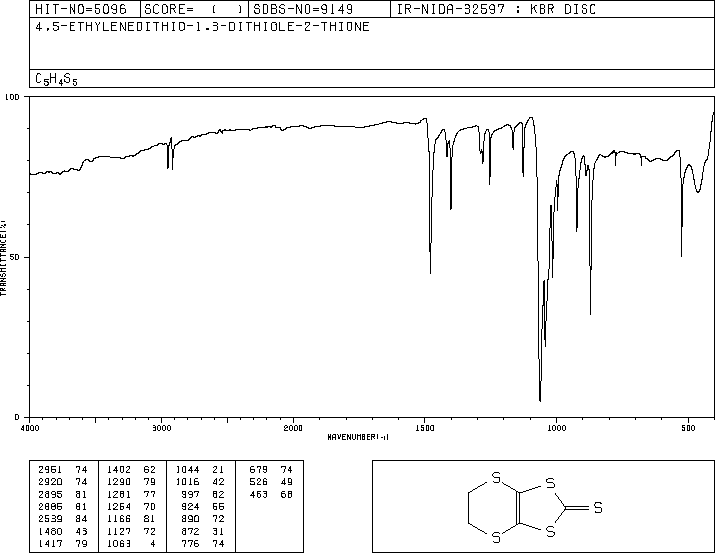 HIT-NO=5096 SCORE= ( ) SDBS-NO=9149 IR-NIDA-32597 : KBR DISC
4,5-ETHYLENEDITHIO-1,3-DITHIOLE-2-THIONE
C5H4S5
100
50
0
TRANSMITTANCE(%)
4000 3000 2000 1500 1000 500
WAVENUMBER(-1)
2961 74 1402 62 1044 21 679 74
2920 74 1290 79 1016 42 526 49
2895 81 1281 77 997 82 463 68
2885 81 1254 70 924 55
2539 84 1166 81 890 72
1480 43 1127 72 872 31
1417 79 1063 4 776 74
S S
S
S S